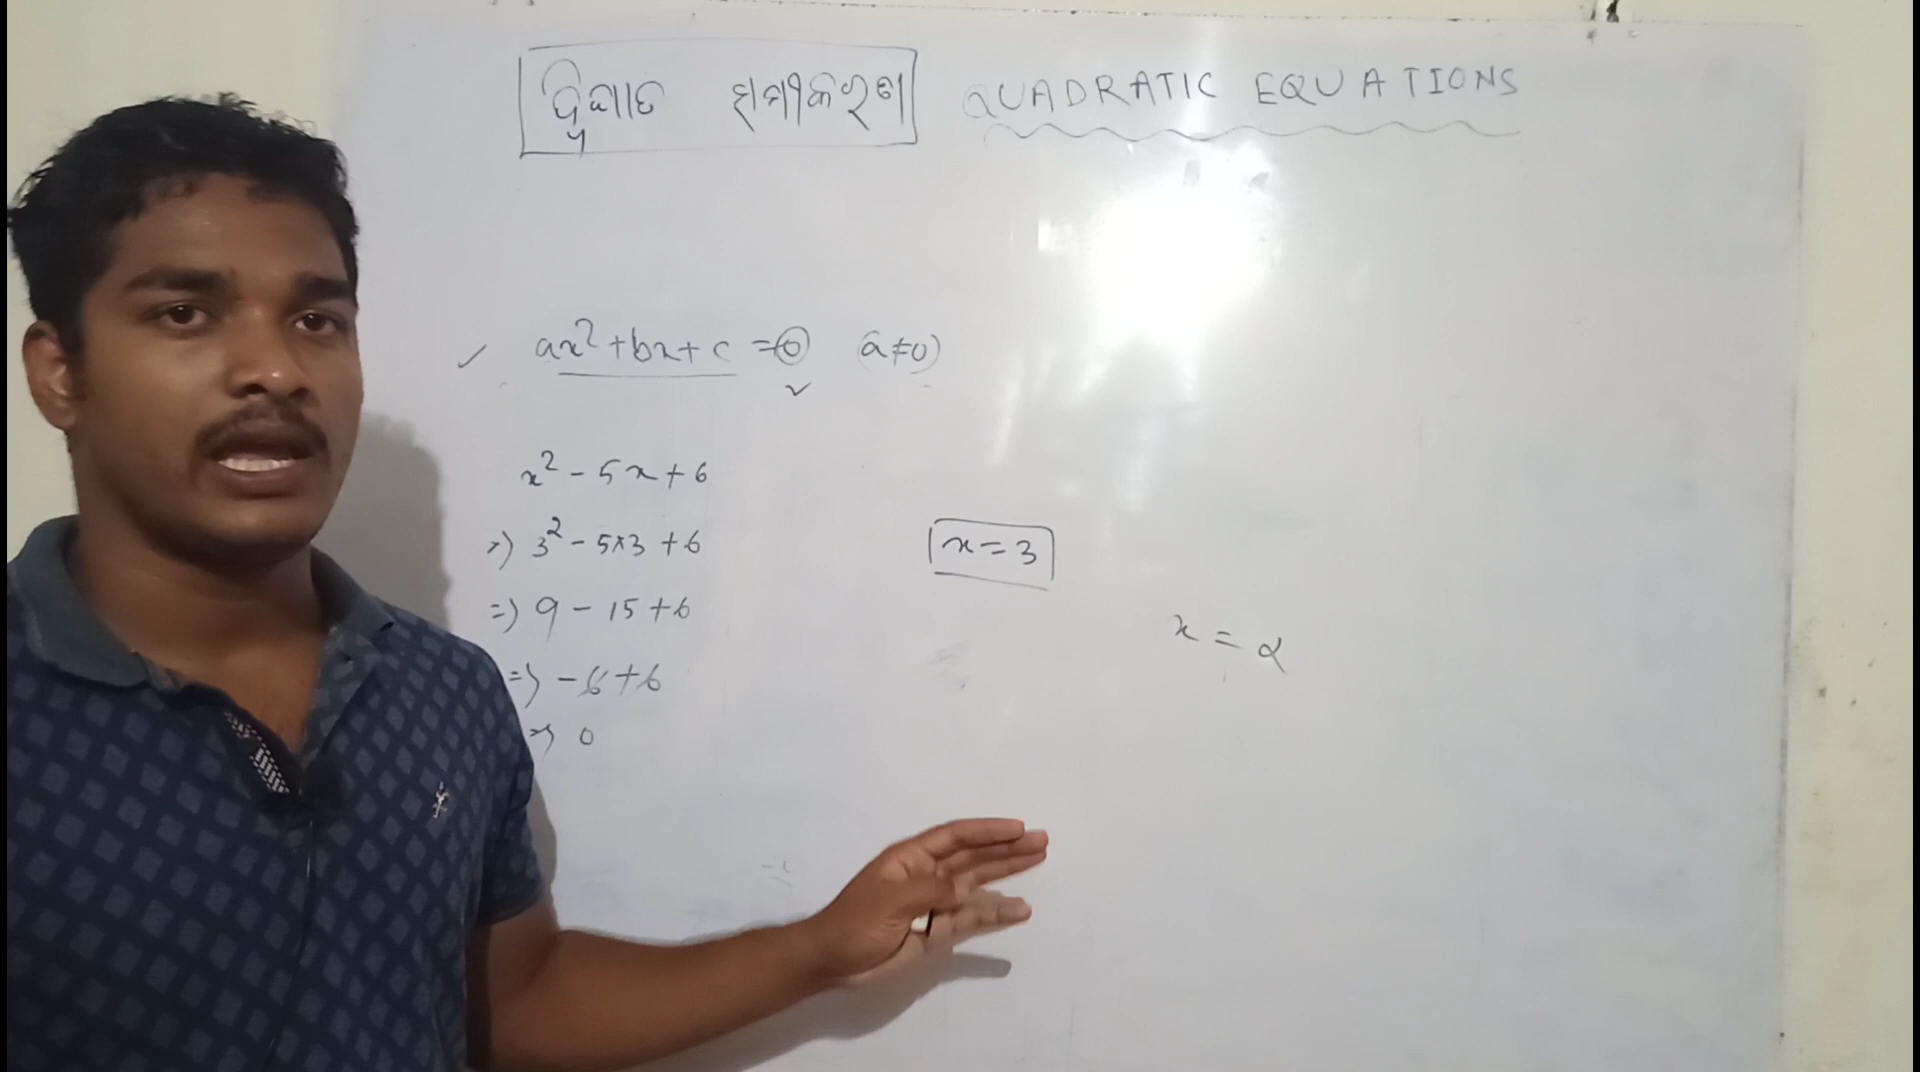 ଦ୍ୱିଘାତ ସମୀକରଣ QUADRATIC EQUATIONS
✓ ax²+bx+c =0 (a≠0)
x² - 5x + 6
⇒ 3² - 5×3 + 6
x=3
⇒ 9 - 15 + 6
x = α
⇒ -6+6
⇒ 0